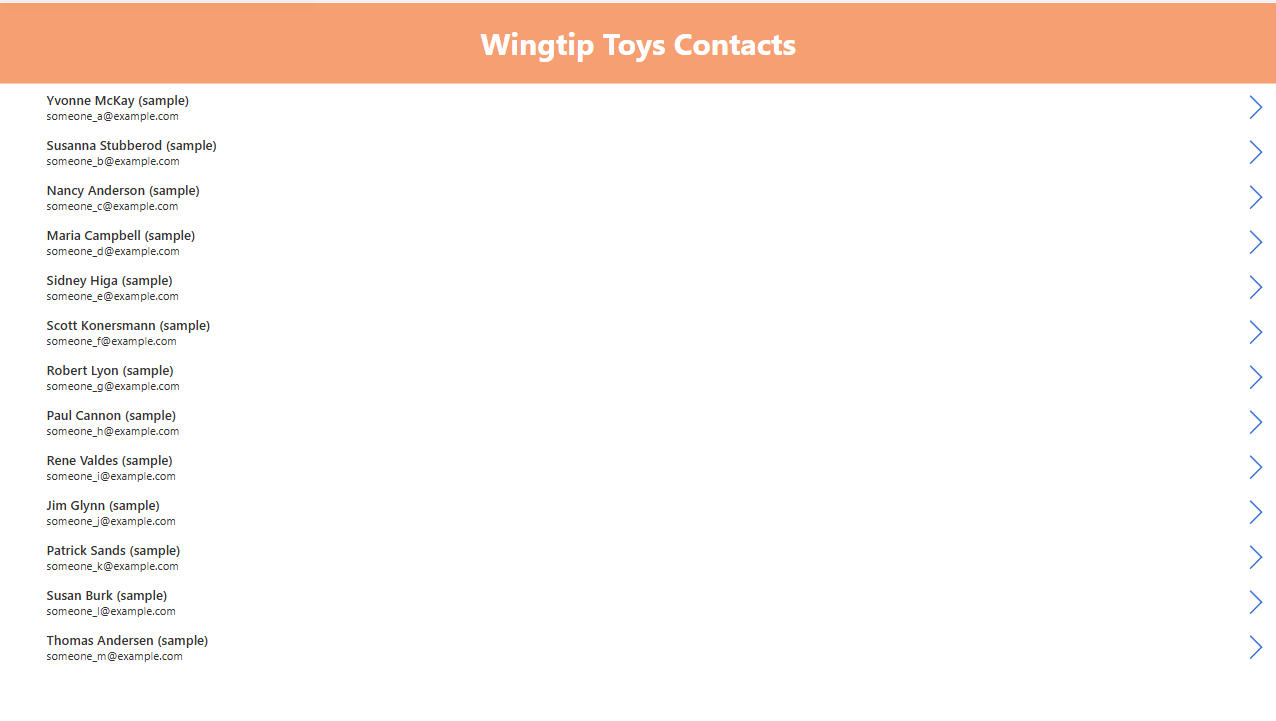 Wingtip Toys Contacts
Yvonne McKay (sample)
someone_a@example.com
Susanna Stubberod (sample)
someone_b@example.com
Nancy Anderson (sample)
someone_c@example.com
Maria Campbell (sample)
someone_d@example.com
Sidney Higa (sample)
someone_e@example.com
Scott Konersmann (sample)
someone_f@example.com
Robert Lyon (sample)
someone_g@example.com
Paul Cannon (sample)
someone_h@example.com
Rene Valdes (sample)
someone_i@example.com
Jim Glynn (sample)
someone_j@example.com
Patrick Sands (sample)
someone_k@example.com
Susan Burk (sample)
someone_l@example.com
Thomas Andersen (sample)
someone_m@example.com